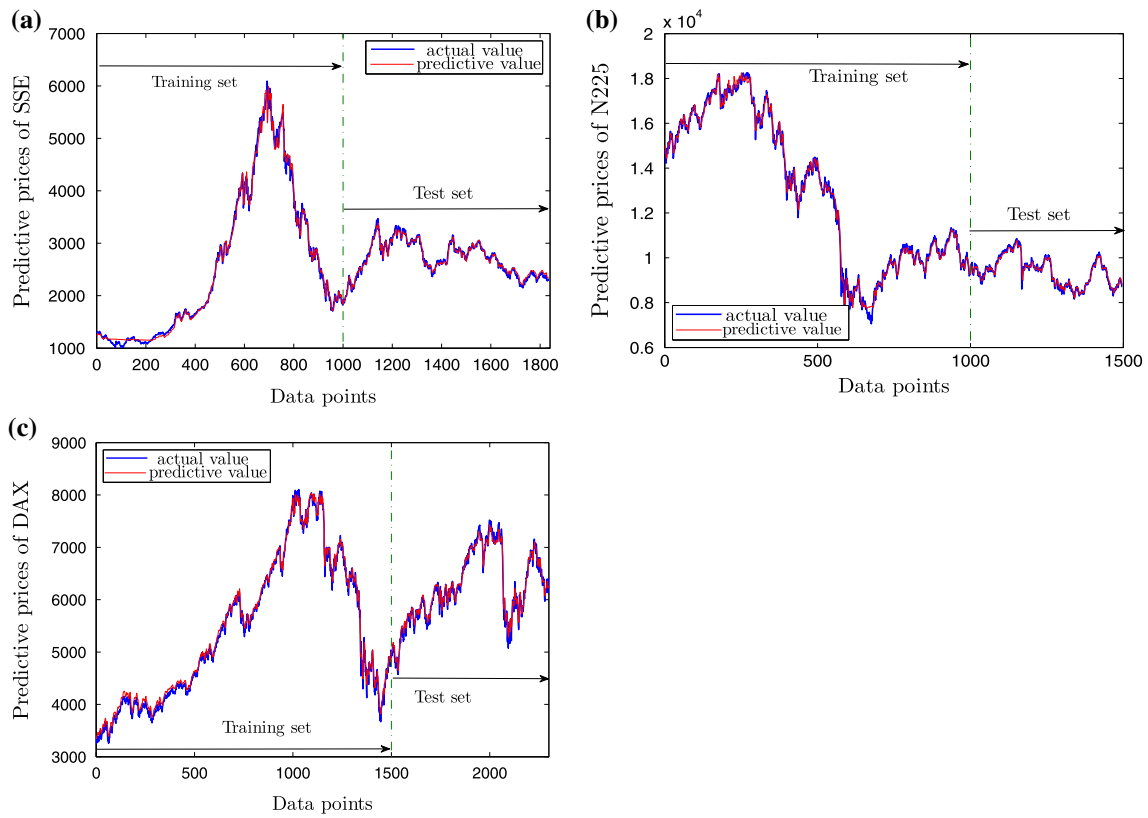 (a)
Predictive prices of SSE
7000
6000
5000
4000
3000
2000
1000
actual value
predictive value
Training set
Test set
0 200 400 600 800 1000 1200 1400 1600 1800
Data points
(b)
x 10^4
Predictive prices of N225
2
1.8
1.6
1.4
1.2
1
0.8
0.6
Training set
Test set
actual value
predictive value
0 500 1000 1500
Data points
(c)
Predictive prices of DAX
9000
8000
7000
6000
5000
4000
3000
actual value
predictive value
Test set
Training set
0 500 1000 1500 2000
Data points